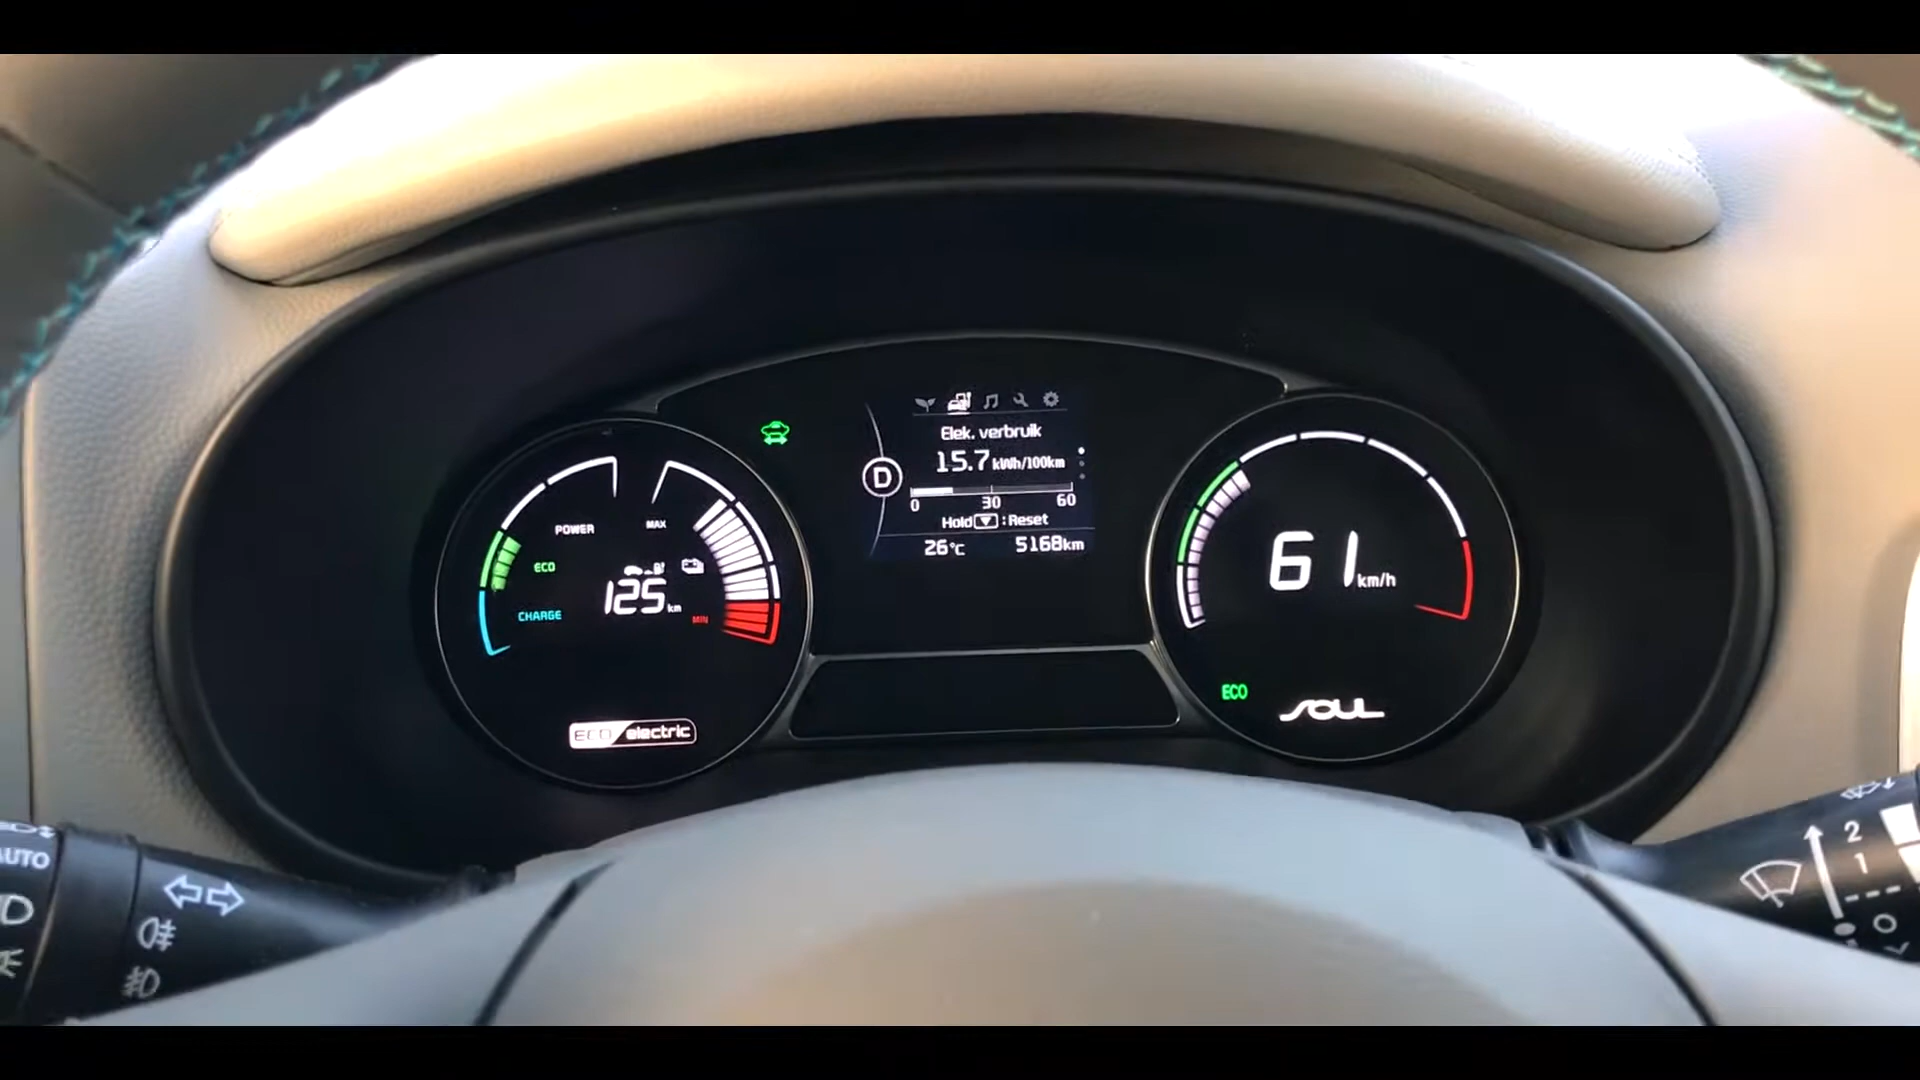 POWER
MAX
ECO
CHARGE
125 km
MIN
ECO electric
Elek. verbruik
D
15.7 kWh/100km
0 30 60
Hold ▼ : Reset
26°C 5168km
61 km/h
ECO
SOUL
AUTO
2
1